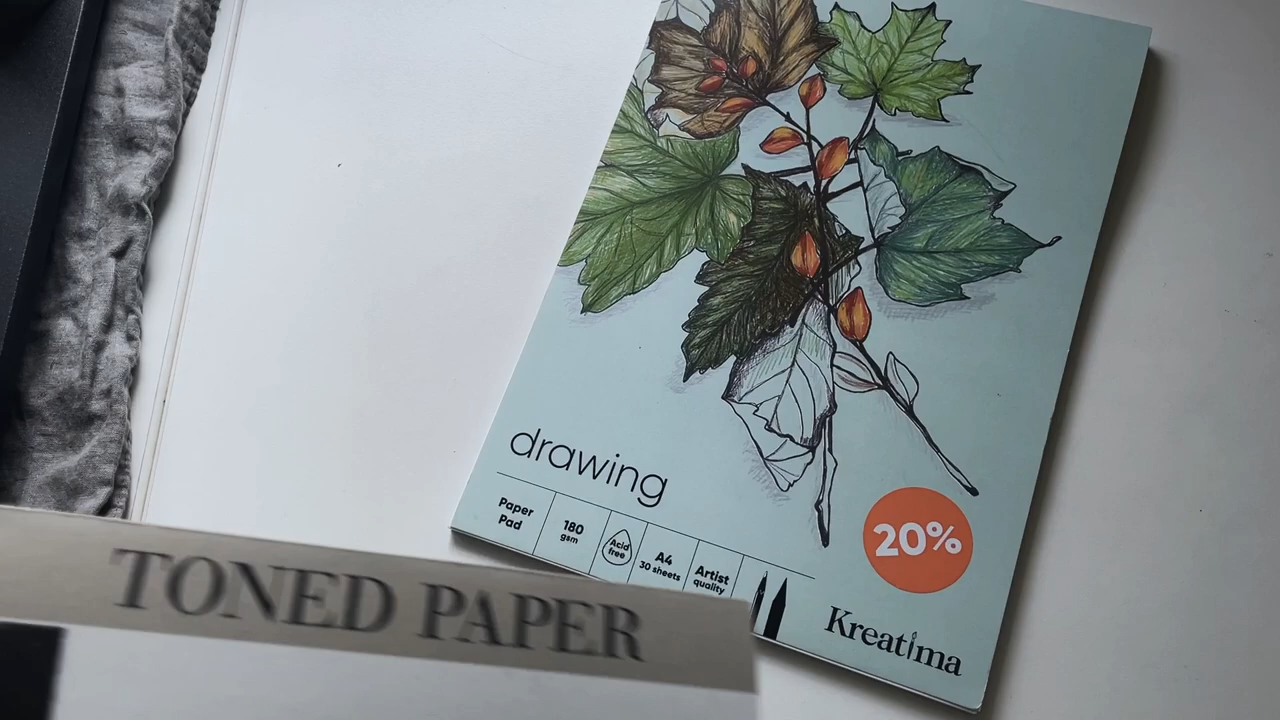 drawing
Paper
Pad
180
gsm
Acid
free
A4
30 sheets
Artist
quality
20%
Kreatima
TONED PAPER